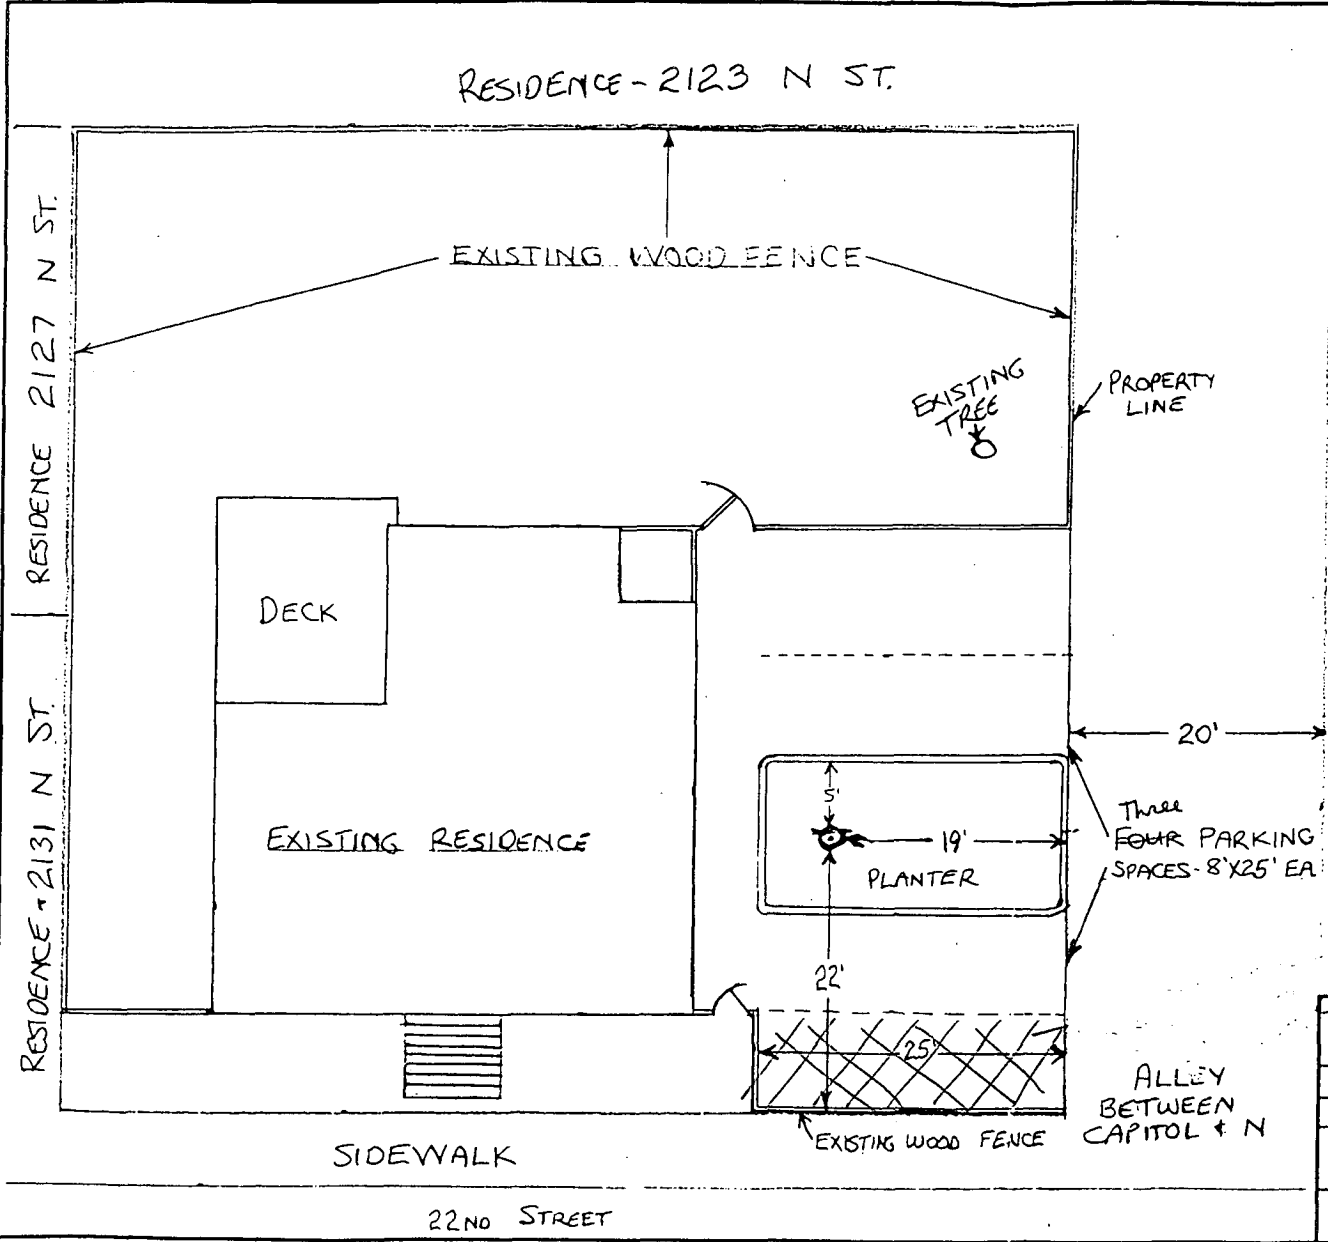 RESIDENCE - 2123 N ST.
RESIDENCE 2127 N ST.
EXISTING WOOD FENCE
EXISTING
TREE
PROPERTY
LINE
DECK
20'
RESIDENCE - 2131 N ST.
EXISTING RESIDENCE
5'
19'
PLANTER
Three
FOUR PARKING
SPACES - 8'X25' EA
22'
25'
ALLEY
BETWEEN
CAPITOL & N
EXISTING WOOD FENCE
SIDEWALK
22ND STREET